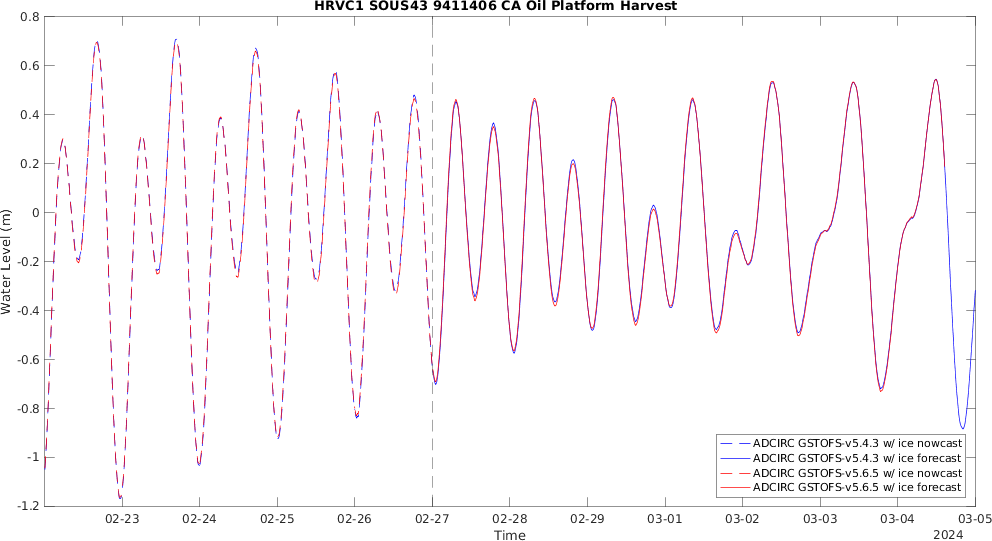 HRVC1 SOUS43 9411406 CA Oil Platform Harvest
0.8
0.6
0.4
0.2
0
-0.2
-0.4
-0.6
-0.8
-1
-1.2
Water Level (m)
ADCIRC GSTOFS-v5.4.3 w/ ice nowcast
ADCIRC GSTOFS-v5.4.3 w/ ice forecast
ADCIRC GSTOFS-v5.6.5 w/ ice nowcast
ADCIRC GSTOFS-v5.6.5 w/ ice forecast
02-23 02-24 02-25 02-26 02-27 02-28 02-29 03-01 03-02 03-03 03-04 03-05
Time
2024